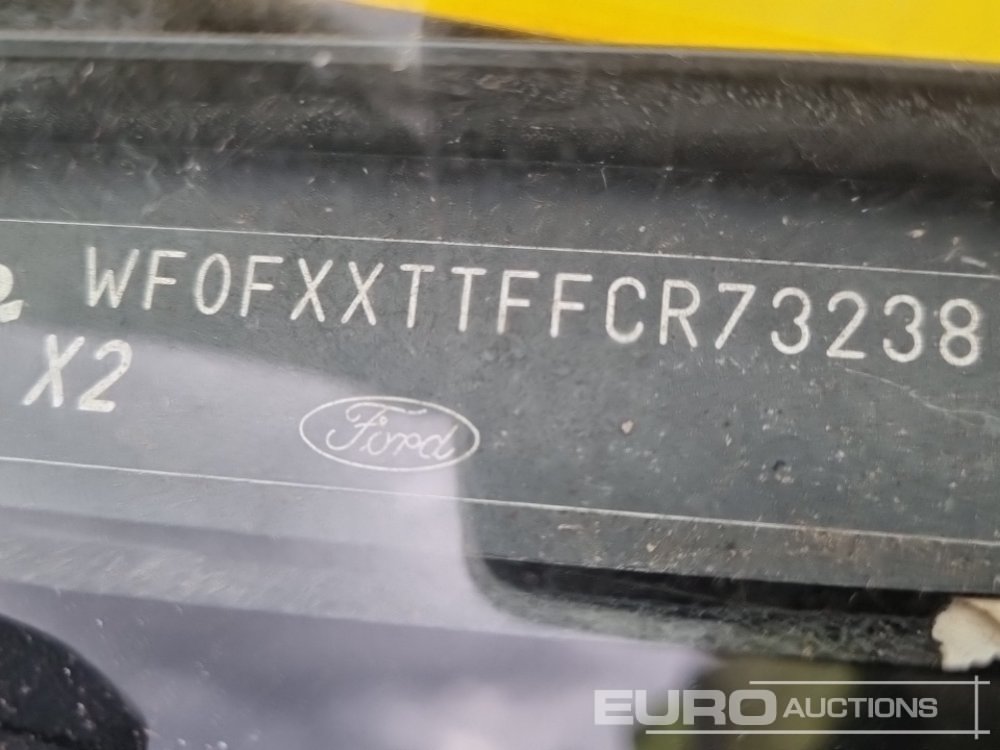 WF0FXXTTFFCR73238
X2
Ford
EURO AUCTIONS